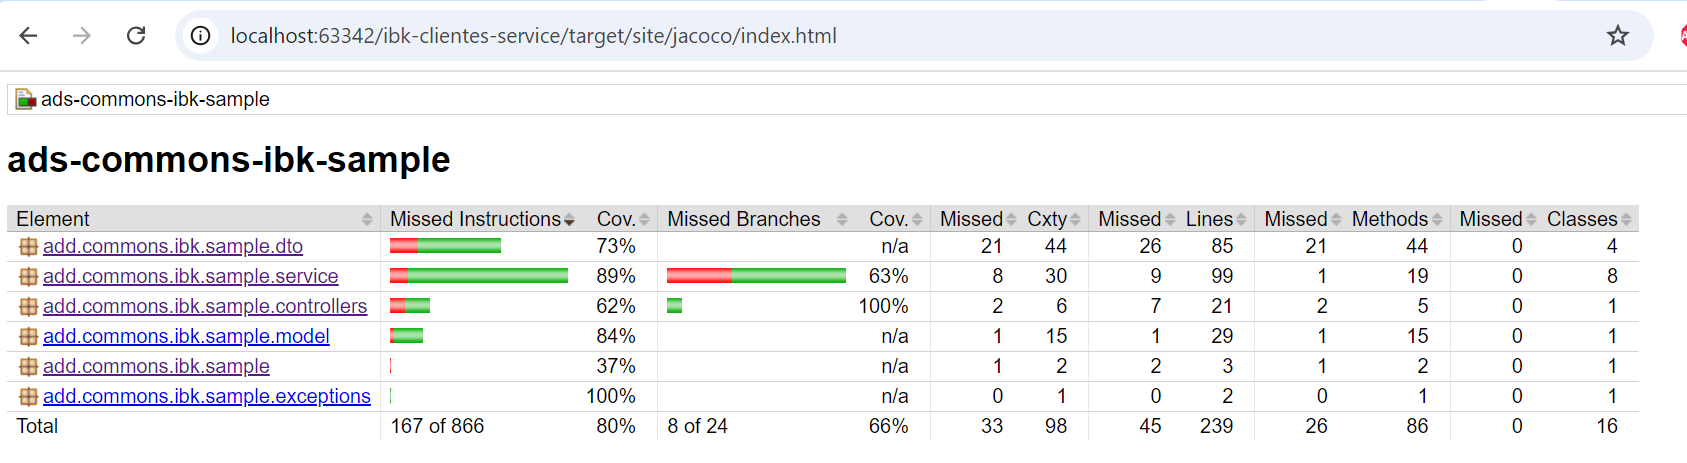 localhost:63342/ibk-clientes-service/target/site/jacoco/index.html
ads-commons-ibk-sample
ads-commons-ibk-sample
Element Missed Instructions Cov. Missed Branches Cov. Missed Cxty Missed Lines Missed Methods Missed Classes
add.commons.ibk.sample.dto 73% n/a 21 44 26 85 21 44 0 4
add.commons.ibk.sample.service 89% 63% 8 30 9 99 1 19 0 8
add.commons.ibk.sample.controllers 62% 100% 2 6 7 21 2 5 0 1
add.commons.ibk.sample.model 84% n/a 1 15 1 29 1 15 0 1
add.commons.ibk.sample 37% n/a 1 2 2 3 1 2 0 1
add.commons.ibk.sample.exceptions 100% n/a 0 1 0 2 0 1 0 1
Total 167 of 866 80% 8 of 24 66% 33 98 45 239 26 86 0 16